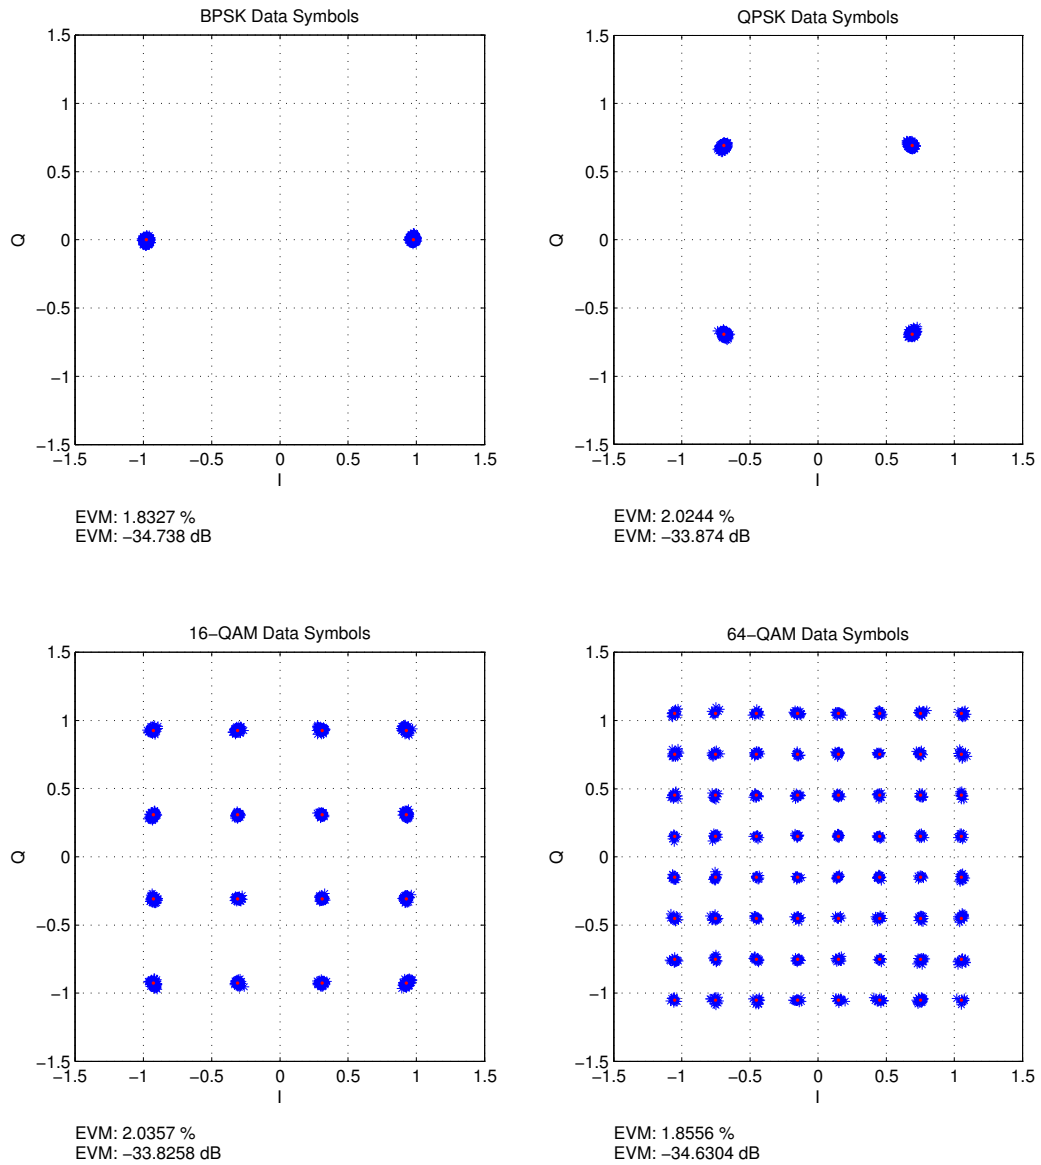 BPSK Data Symbols
1.5
1
0.5
0
−0.5
−1
−1.5
Q
−1.5 −1 −0.5 0 0.5 1 1.5
I
EVM: 1.8327 %
EVM: −34.738 dB
QPSK Data Symbols
1.5
1
0.5
0
−0.5
−1
−1.5
Q
−1.5 −1 −0.5 0 0.5 1 1.5
I
EVM: 2.0244 %
EVM: −33.874 dB
16−QAM Data Symbols
1.5
1
0.5
0
−0.5
−1
−1.5
Q
−1.5 −1 −0.5 0 0.5 1 1.5
I
EVM: 2.0357 %
EVM: −33.8258 dB
64−QAM Data Symbols
1.5
1
0.5
0
−0.5
−1
−1.5
Q
−1.5 −1 −0.5 0 0.5 1 1.5
I
EVM: 1.8556 %
EVM: −34.6304 dB